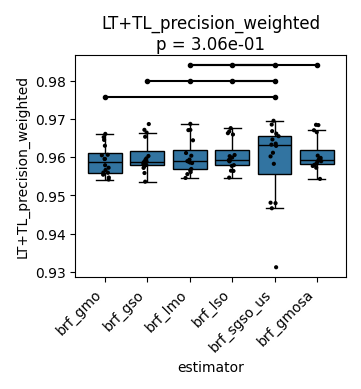 LT+TL_precision_weighted
p = 3.06e-01
LT+TL_precision_weighted
0.98
0.97
0.96
0.95
0.94
0.93
brf_gmo
brf_gso
brf_lmo
brf_lso
brf_sgso_us
brf_gmosa
estimator